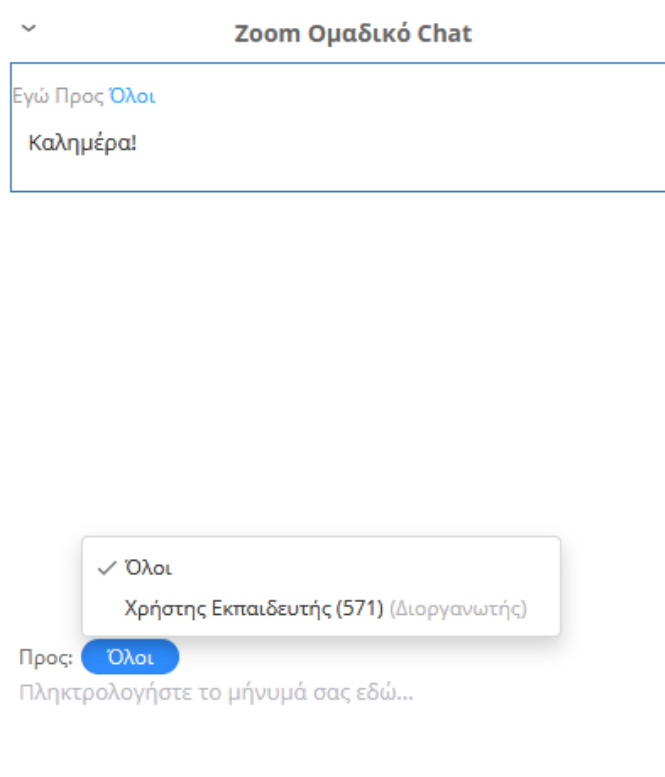 Zoom Ομαδικό Chat
Εγώ Προς Όλοι
Καλημέρα!
Όλοι
Χρήστης Εκπαιδευτής (571) (Διοργανωτής)
Προς: Όλοι
Πληκτρολογήστε το μήνυμά σας εδώ...